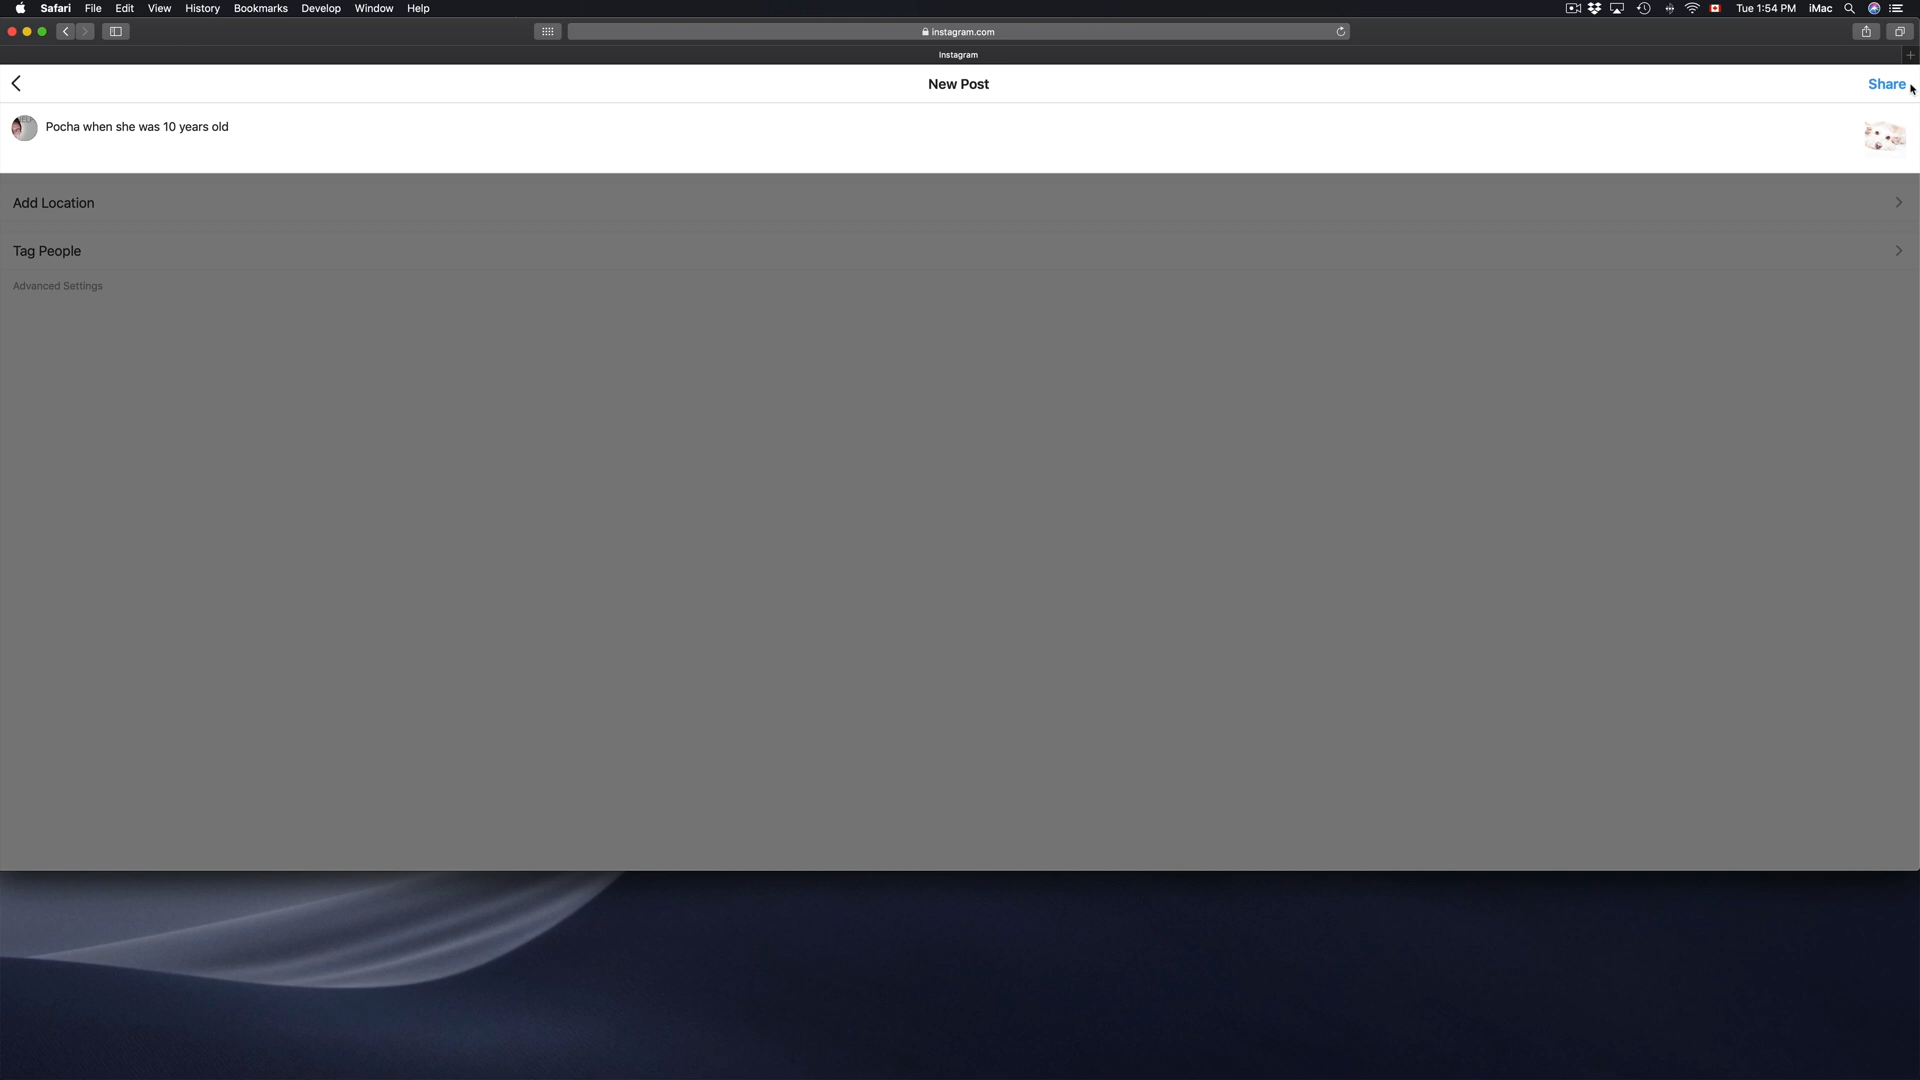 Safari File Edit View History Bookmarks Develop Window Help Tue 1:54 PM iMac
instagram.com
Instagram
New Post Share
Pocha when she was 10 years old
Add Location
Tag People
Advanced Settings